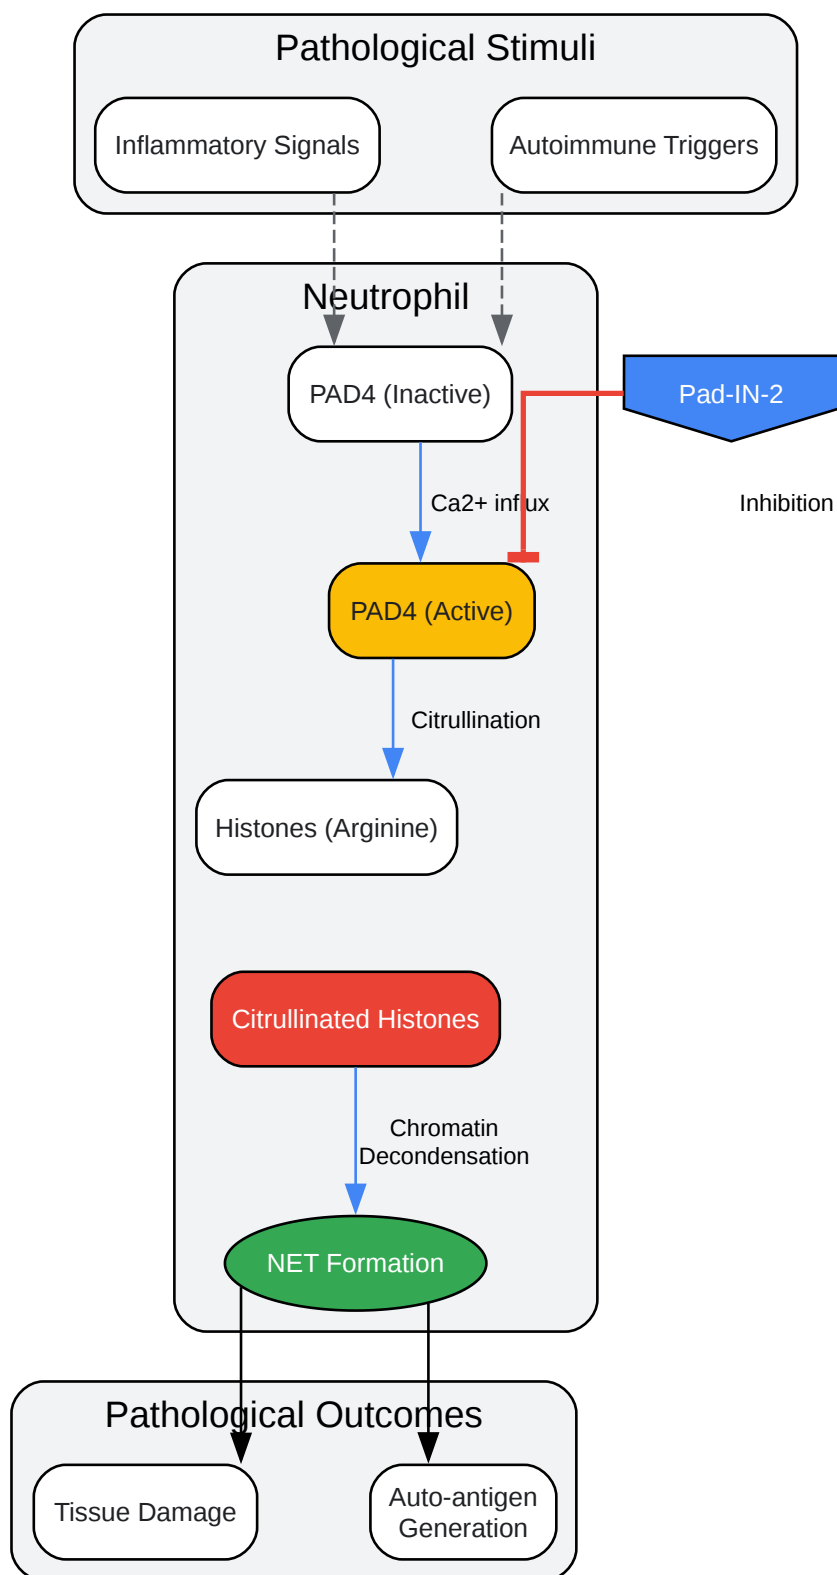 Pathological Stimuli
Inflammatory Signals
Autoimmune Triggers
Neutrophil
PAD4 (Inactive)
Pad-IN-2
Ca2+ influx
Inhibition
PAD4 (Active)
Citrullination
Histones (Arginine)
Citrullinated Histones
Chromatin
Decondensation
NET Formation
Pathological Outcomes
Tissue Damage
Auto-antigen
Generation